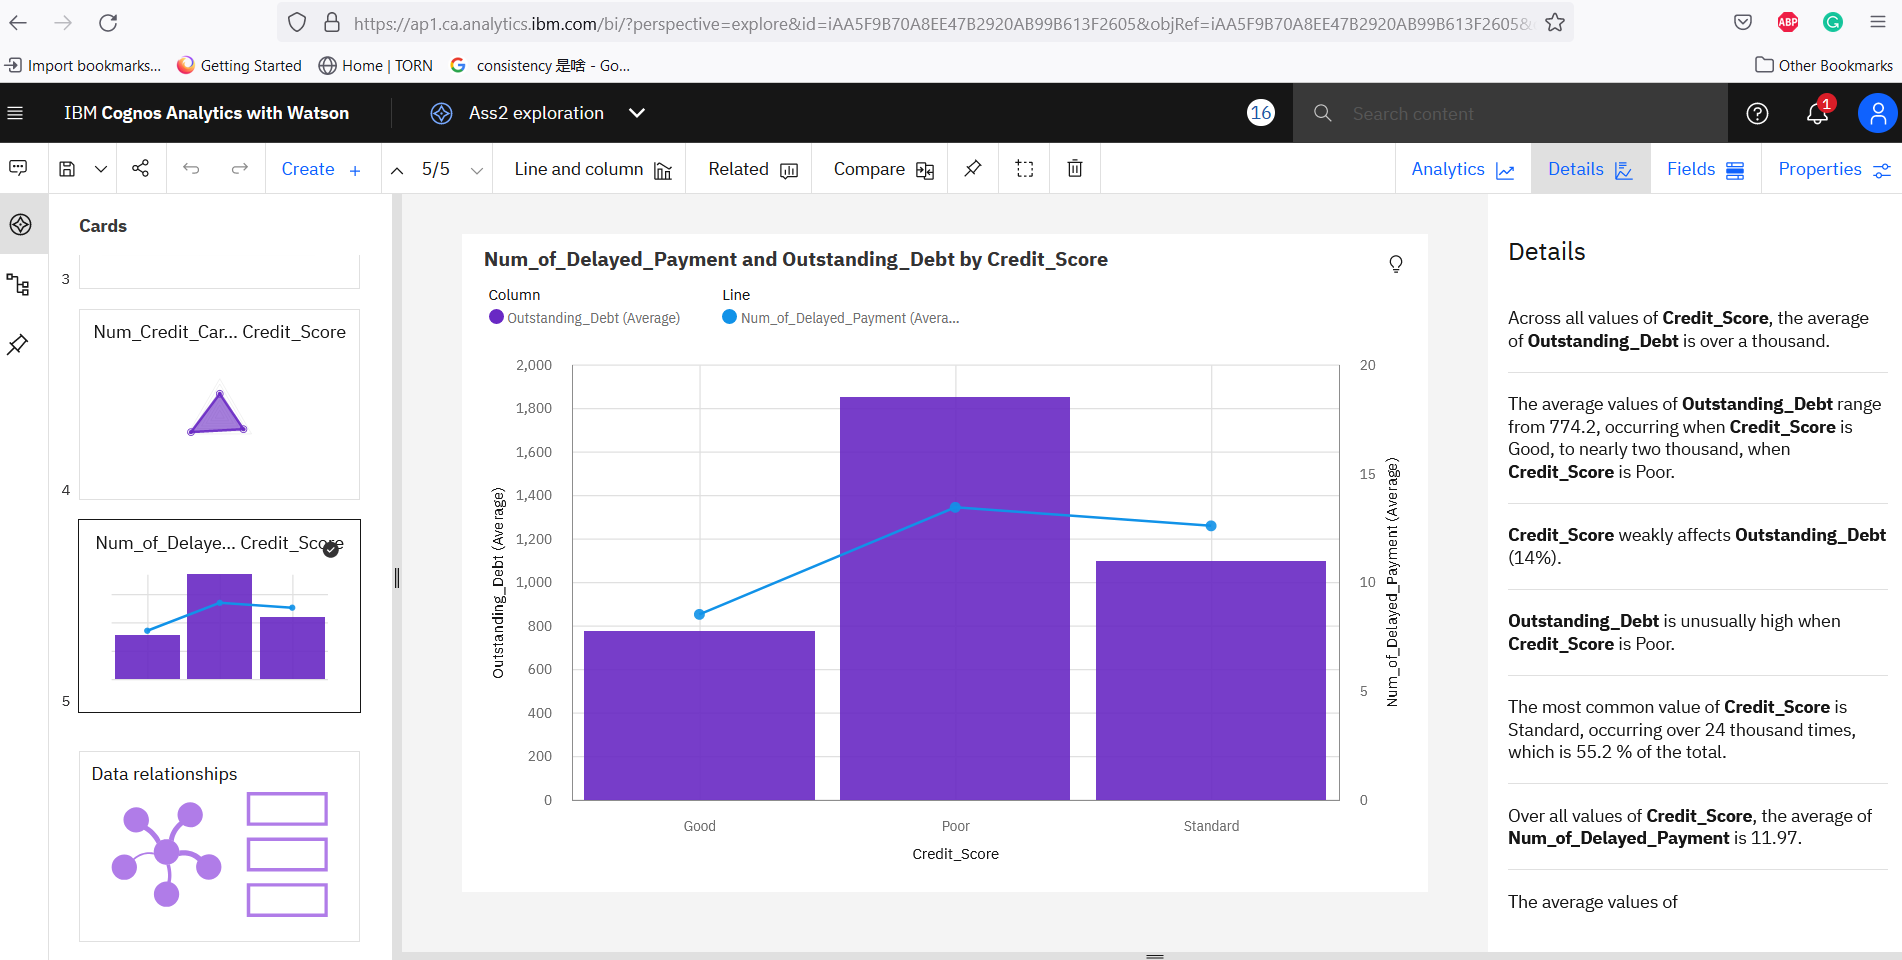 https://ap1.ca.analytics.ibm.com/bi/?perspective=explore&id=iAA5F9B70A8EE47B2920AB99B613F2605&objRef=iAA5F9B70A8EE47B2920AB99B613F2605&
ABP
Import bookmarks...
Getting Started
Home | TORN
consistency 是啥 - Go...
Other Bookmarks
IBM Cognos Analytics with Watson
Ass2 exploration
16
Search content
1
Create +
5/5
Line and column
Related
Compare
Analytics
Details
Fields
Properties
Cards
3
Num_Credit_Car... Credit_Score
4
Num_of_Delaye... Credit_Score
5
Data relationships
Num_of_Delayed_Payment and Outstanding_Debt by Credit_Score
Column
Line
Outstanding_Debt (Average)
Num_of_Delayed_Payment (Avera...
Outstanding_Debt (Average)
2,000
1,800
1,600
1,400
1,200
1,000
800
600
400
200
0
20
15
10
5
0
Num_of_Delayed_Payment (Average)
Good
Poor
Standard
Credit_Score
Details
Across all values of Credit_Score, the average
of Outstanding_Debt is over a thousand.
The average values of Outstanding_Debt range
from 774.2, occurring when Credit_Score is
Good, to nearly two thousand, when
Credit_Score is Poor.
Credit_Score weakly affects Outstanding_Debt
(14%).
Outstanding_Debt is unusually high when
Credit_Score is Poor.
The most common value of Credit_Score is
Standard, occurring over 24 thousand times,
which is 55.2 % of the total.
Over all values of Credit_Score, the average of
Num_of_Delayed_Payment is 11.97.
The average values of